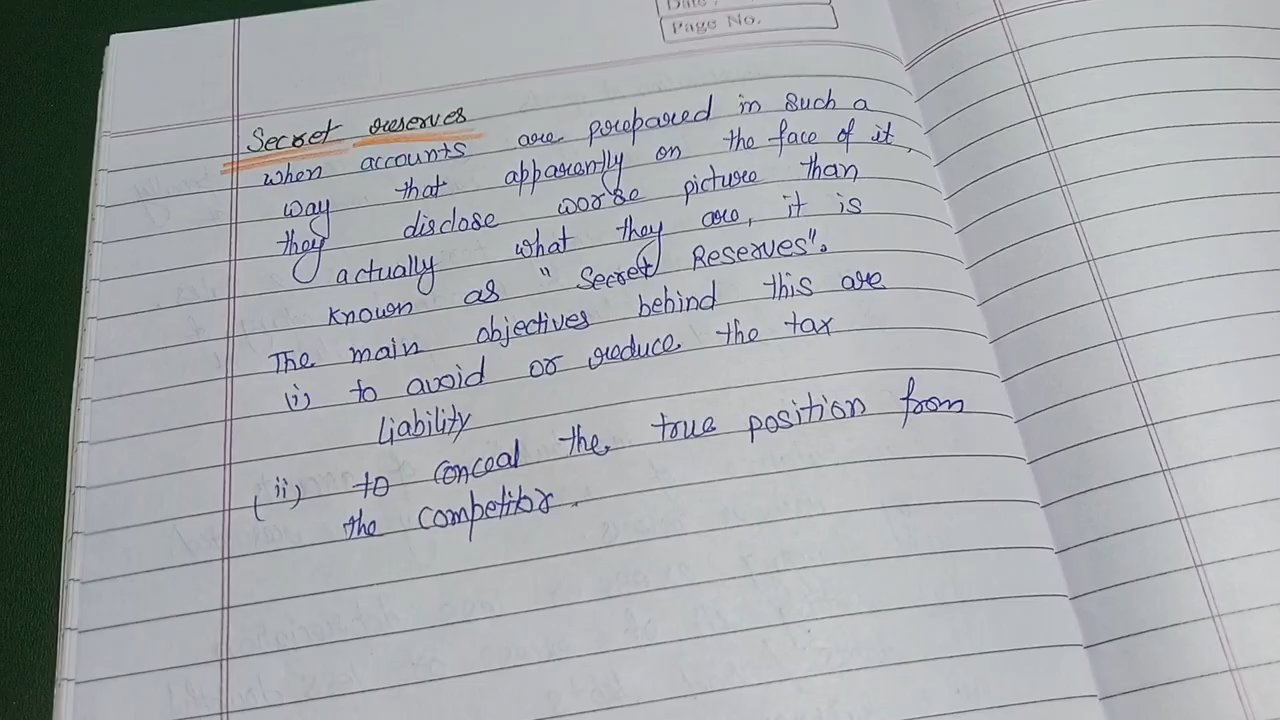 Date :
Page No.
Secret reserves
when accounts are prepared in such a
way that apparently on the face of it,
they disclose worse picture than
actually what they are, it is
known as "Secret Reserves".
The main objectives behind this are
(i) to avoid or reduce the tax
liability
(ii) to conceal the true position from
the competitor.